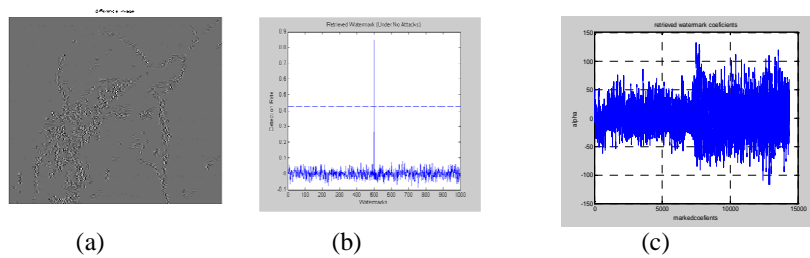 difference image
Retrieved Watermark (Under No Attacks)
0.9
0.8
0.7
0.6
0.5
0.4
0.3
0.2
0.1
0
-0.1
0 100 200 300 400 500 600 700 800 900 1000
Detection Rate
Watermarks
retrieved watermark coeficients
150
100
50
0
-50
-100
-150
0 5000 10000 15000
alpha
markedcoefients
(a) (b) (c)